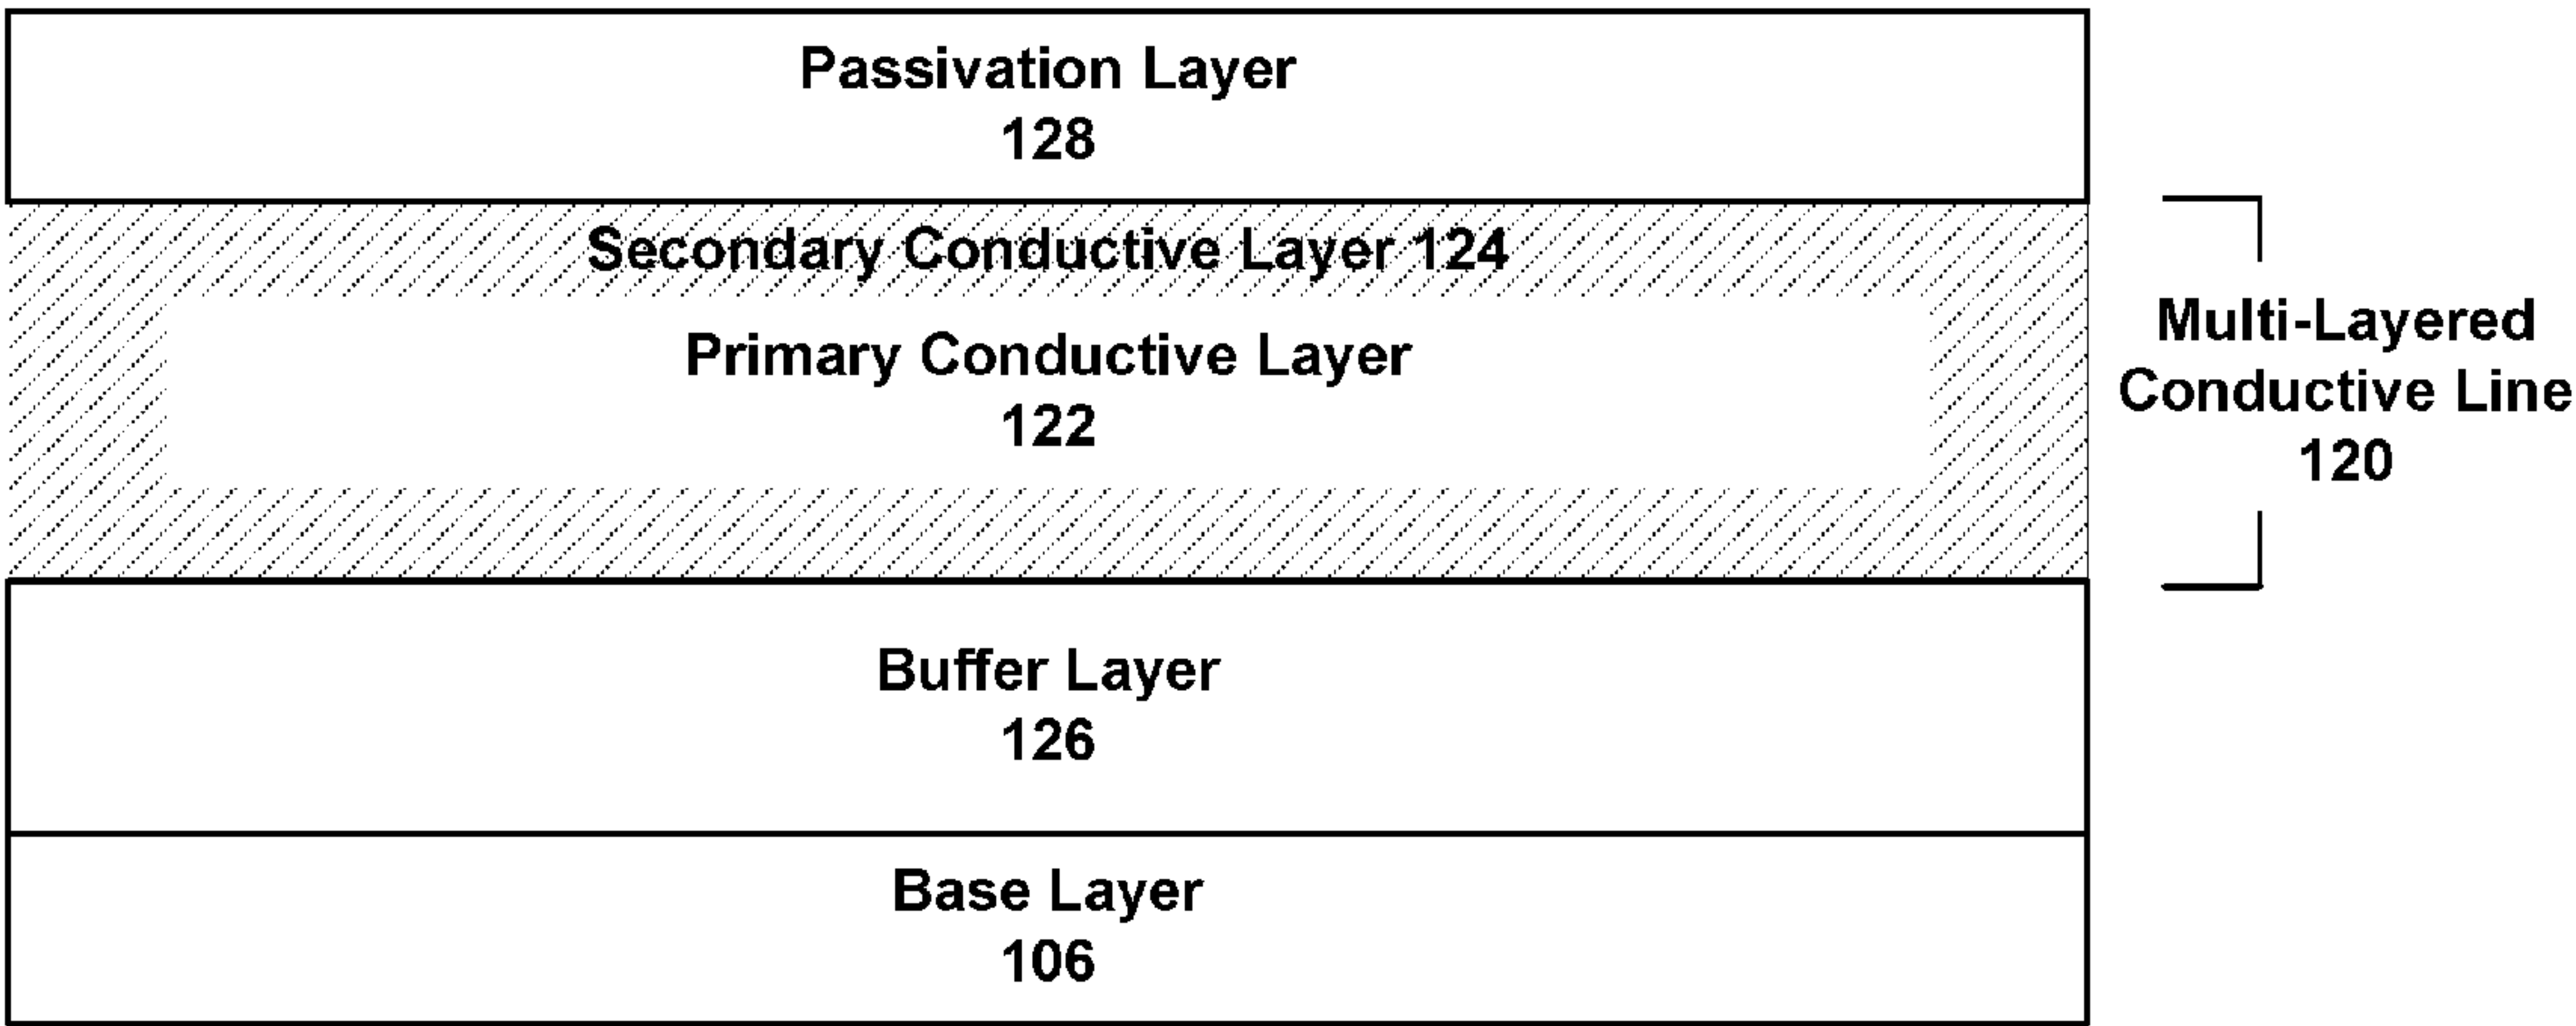 Passivation Layer
128
Secondary Conductive Layer 124
Primary Conductive Layer
122
Multi-Layered
Conductive Line
120
Buffer Layer
126
Base Layer
106